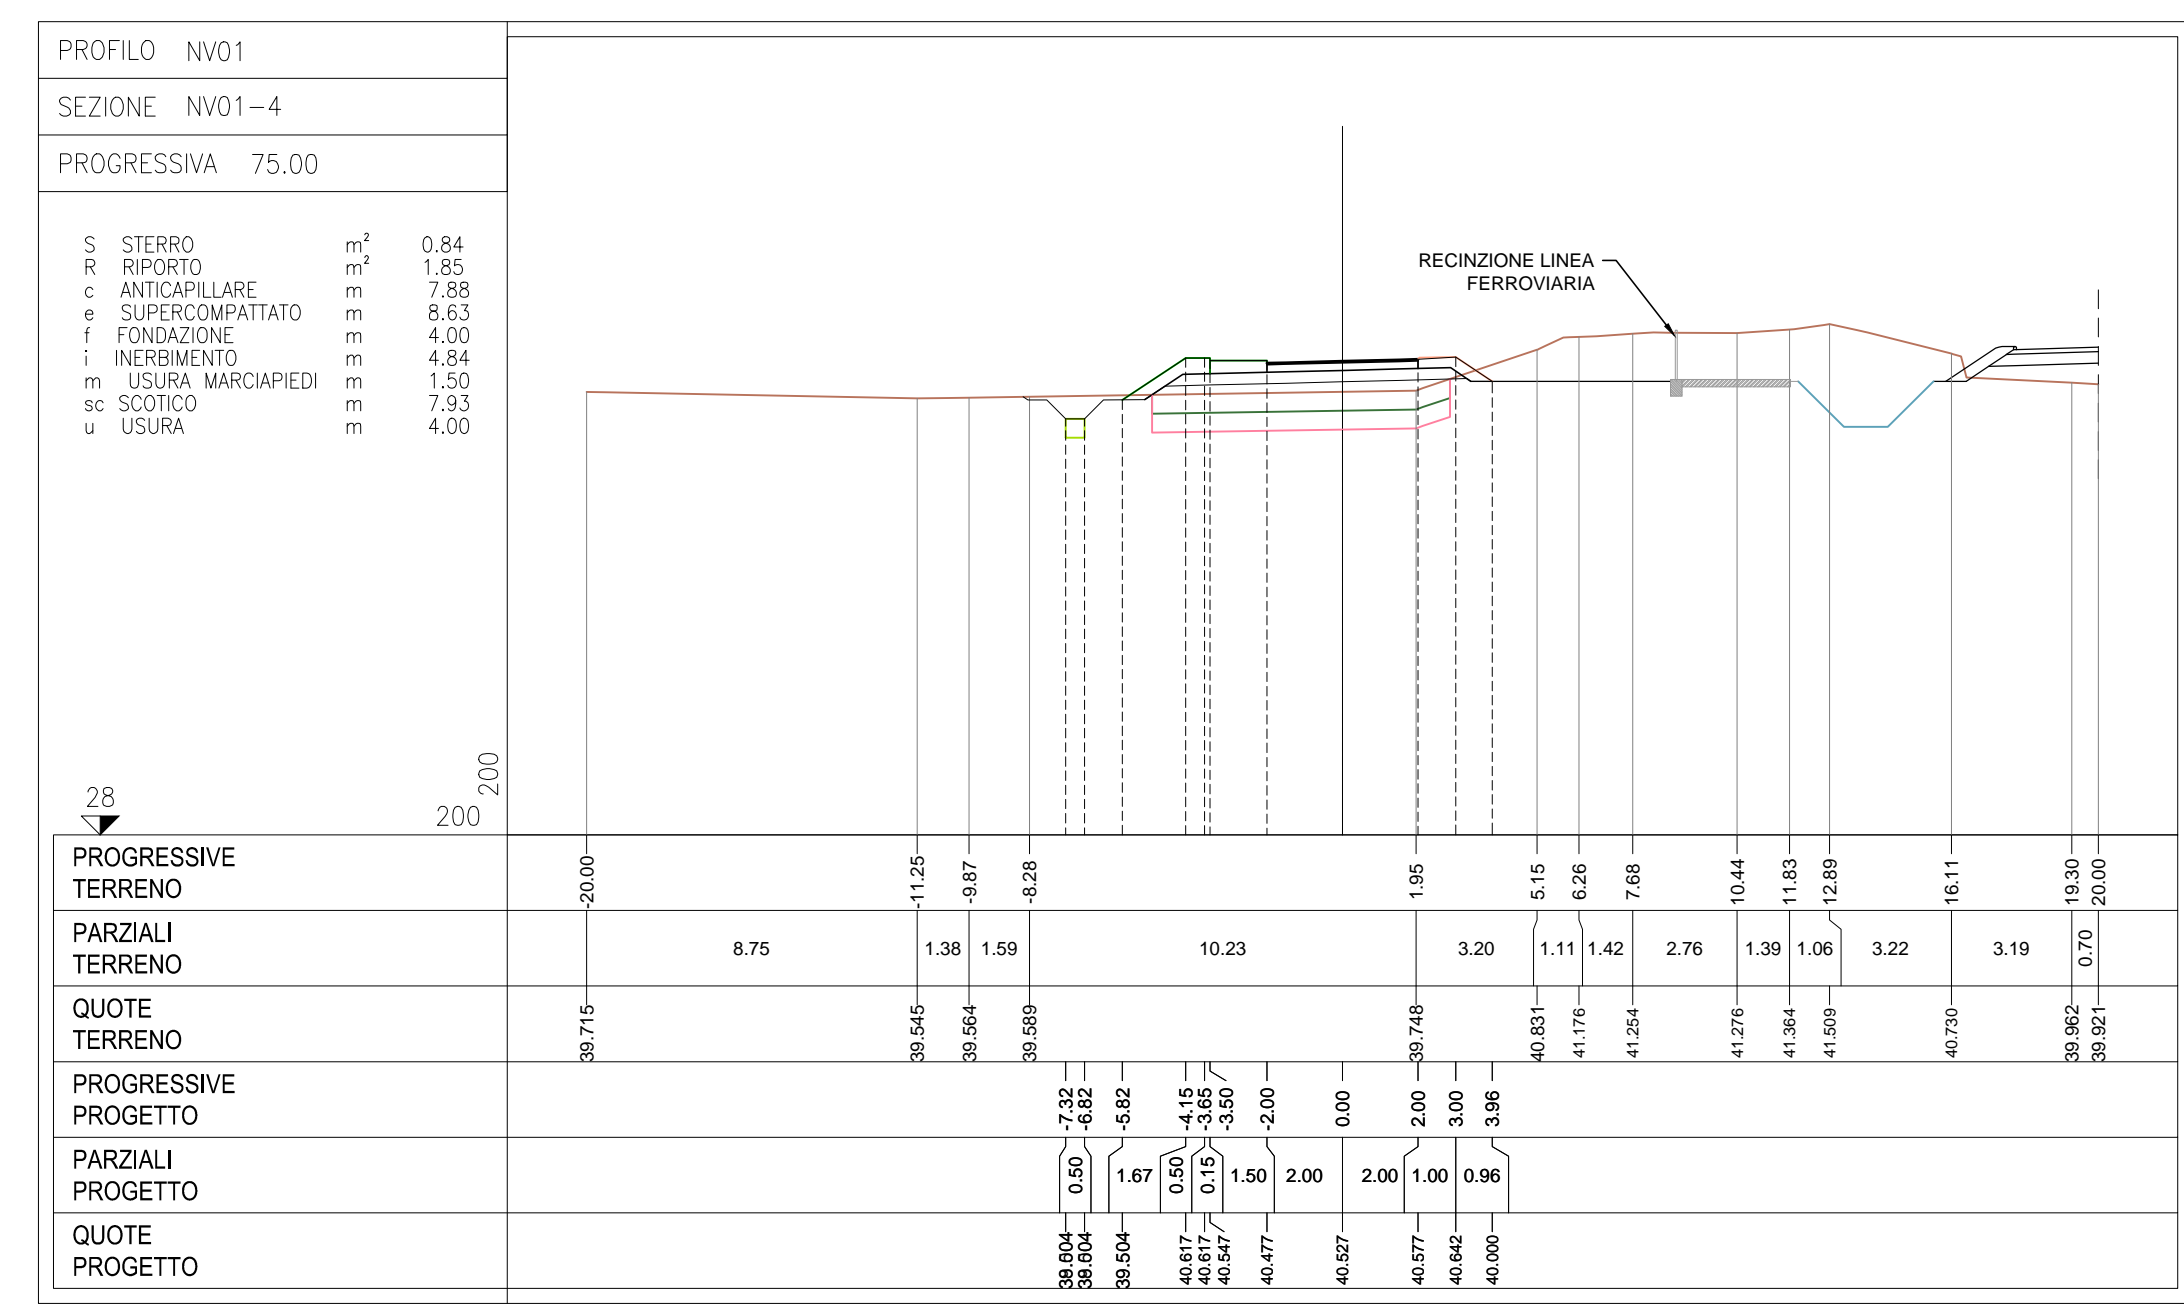 PROFILO NV01
SEZIONE NV01-4
PROGRESSIVA 75.00
S STERRO m² 0.84
R RIPORTO m² 1.85
c ANTICAPILLARE m 7.88
e SUPERCOMPATTATO m 8.63
f FONDAZIONE m 4.00
i INERBIMENTO m 4.84
m USURA MARCIAPIEDI m 1.50
sc SCOTICO m 7.93
u USURA m 4.00
RECINZIONE LINEA
FERROVIARIA
28
200
200
PROGRESSIVE
TERRENO
-20.00 -11.25 -9.87 -8.28 1.95 5.15 6.26 7.68 10.44 11.83 12.89 16.11 19.30 20.00
PARZIALI
TERRENO
8.75 1.38 1.59 10.23 3.20 1.11 1.42 2.76 1.39 1.06 3.22 3.19 0.70
QUOTE
TERRENO
39.715 39.545 39.564 39.589 39.748 40.831 41.176 41.254 41.276 41.364 41.509 40.730 39.962 39.921
PROGRESSIVE
PROGETTO
-7.32 -6.82 -5.82 -4.15 -3.65 -3.50 -2.00 0.00 2.00 3.00 3.96
PARZIALI
PROGETTO
0.50 1.67 0.50 0.15 1.50 2.00 2.00 1.00 0.96
QUOTE
PROGETTO
39.504 40.617 40.617 40.547 40.477 40.527 40.577 40.642 40.000